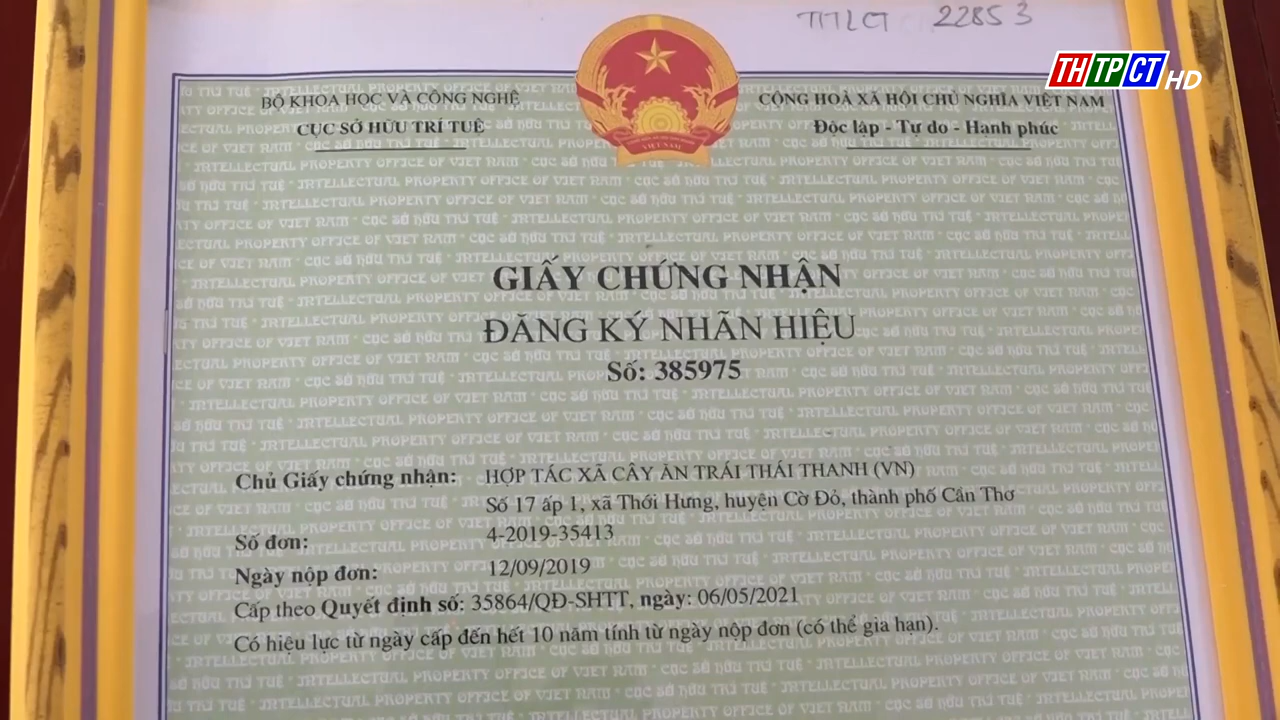 TTTLCT 22853
THTPCT HD
BỘ KHOA HỌC VÀ CÔNG NGHỆ
CỤC SỞ HỮU TRÍ TUỆ
CỘNG HOÀ XÃ HỘI CHỦ NGHĨA VIỆT NAM
Độc lập - Tự do - Hạnh phúc
VIỆT NAM
GIẤY CHỨNG NHẬN
ĐĂNG KÝ NHÃN HIỆU
Số: 385975
Chủ Giấy chứng nhận: HỢP TÁC XÃ CÂY ĂN TRÁI THÁI THANH (VN)
Số 17 ấp 1, xã Thới Hưng, huyện Cờ Đỏ, thành phố Cần Thơ
Số đơn: 4-2019-35413
Ngày nộp đơn: 12/09/2019
Cấp theo Quyết định số: 35864/QĐ-SHTT, ngày: 06/05/2021
Có hiệu lực từ ngày cấp đến hết 10 năm tính từ ngày nộp đơn (có thể gia hạn).